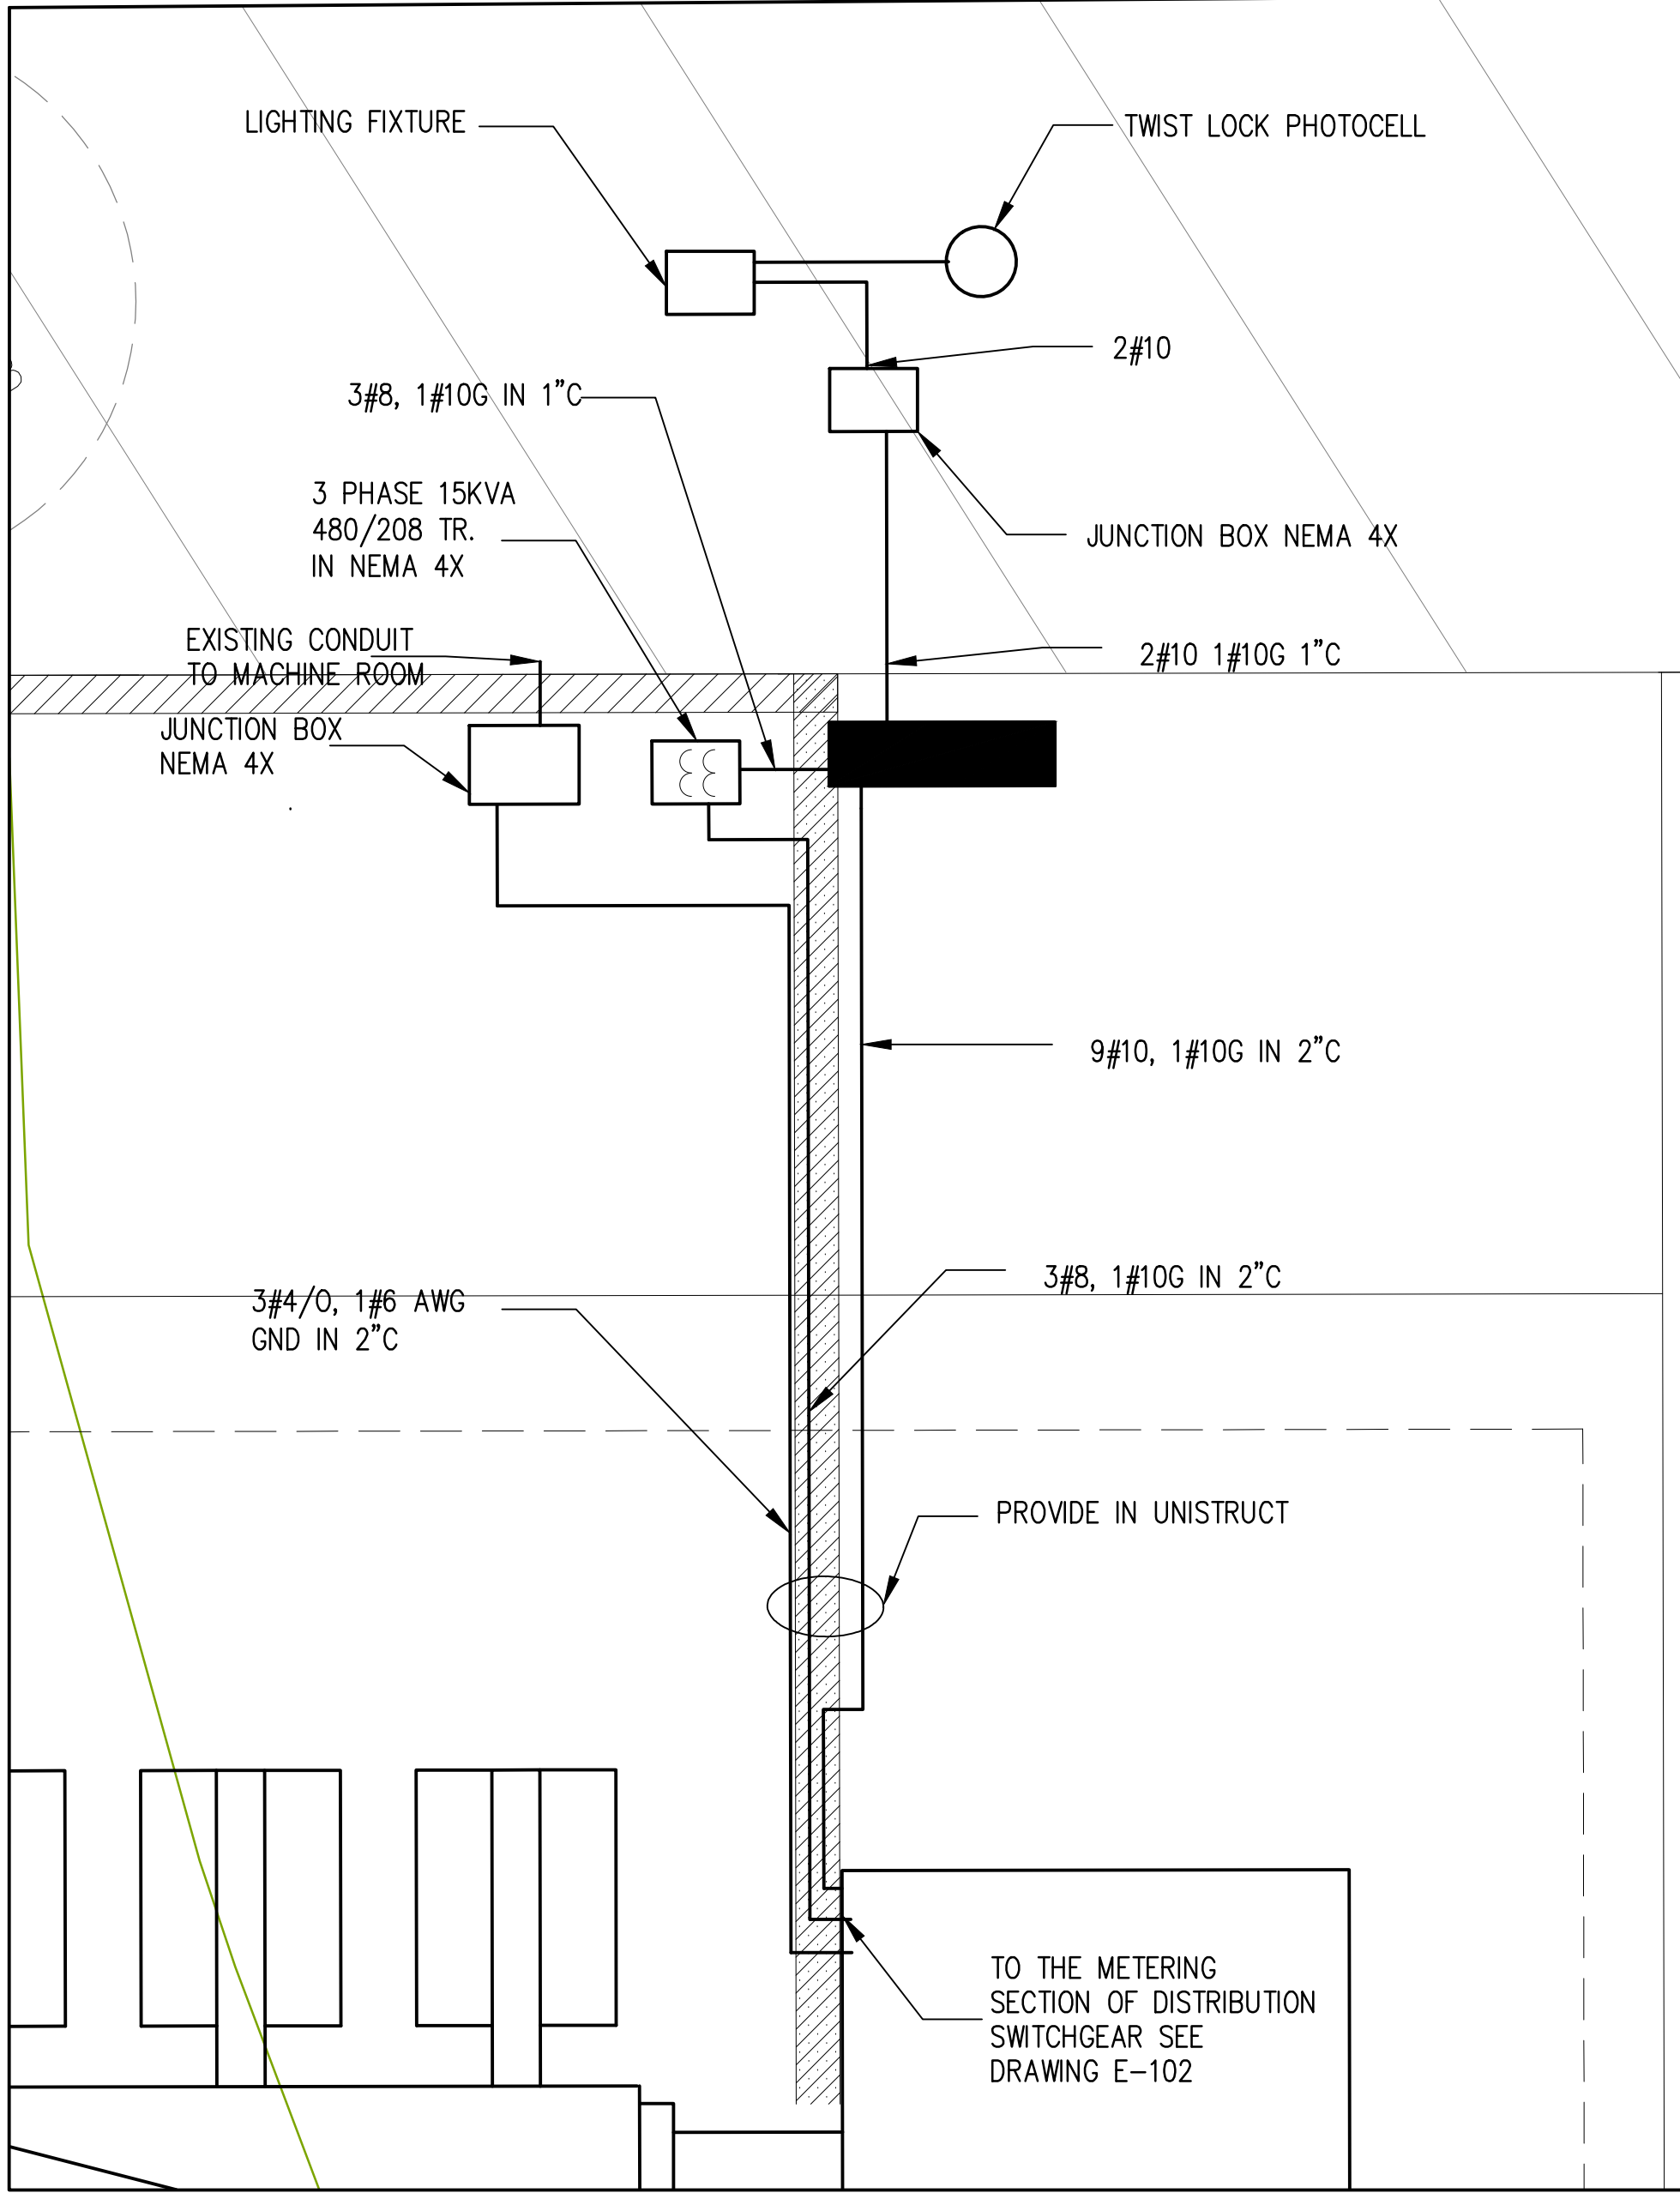 LIGHTING FIXTURE
TWIST LOCK PHOTOCELL
2#10
3#8, 1#10G IN 1"C
3 PHASE 15KVA
480/208 TR.
IN NEMA 4X
JUNCTION BOX NEMA 4X
EXISTING CONDUIT
TO MACHINE ROOM
2#10 1#10G 1"C
JUNCTION BOX
NEMA 4X
9#10, 1#10G IN 2"C
3#8, 1#10G IN 2"C
3#4/0, 1#6 AWG
GND IN 2"C
PROVIDE IN UNISTRUCT
TO THE METERING
SECTION OF DISTRIBUTION
SWITCHGEAR SEE
DRAWING E-102